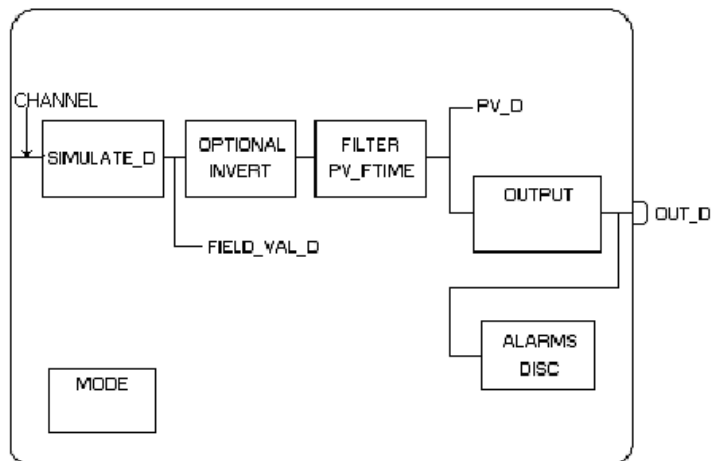 CHANNEL
SIMULATE_D
OPTIONAL
INVERT
FILTER
PV_FTIME
PV_D
OUTPUT
OUT_D
FIELD_VAL_D
ALARMS
DISC
MODE